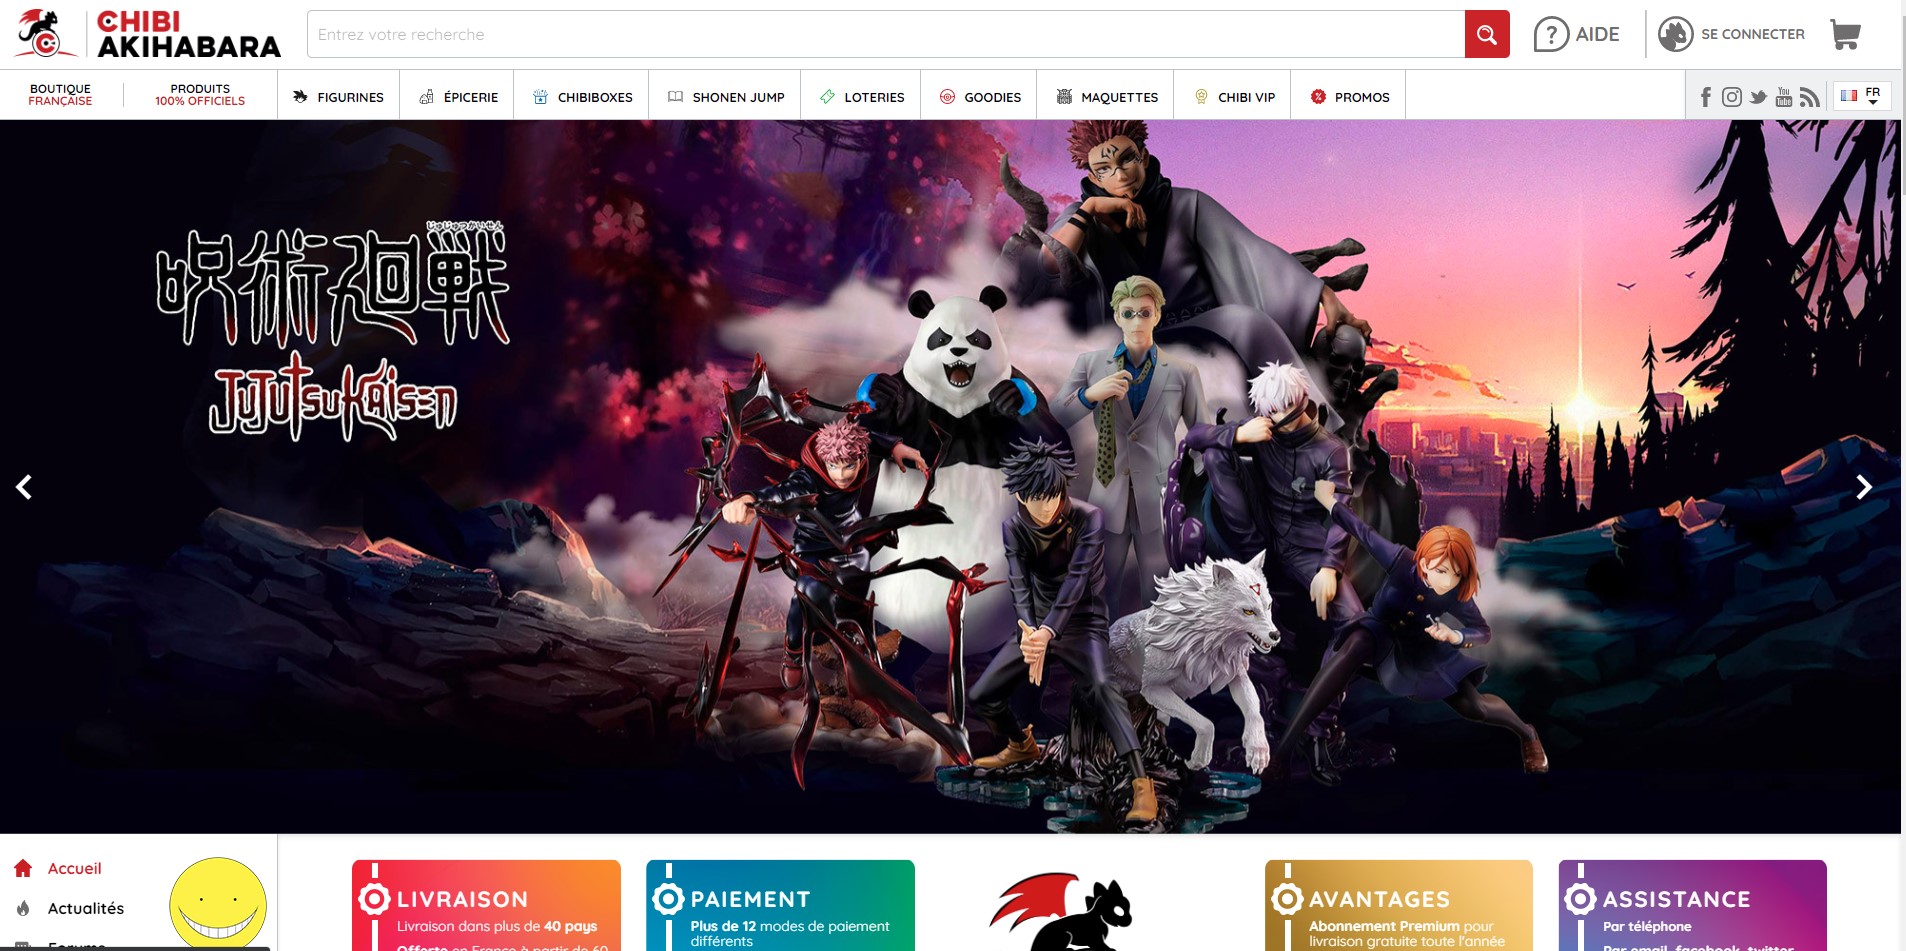 CHIBI
AKIHABARA
Entrez votre recherche
? AIDE
SE CONNECTER
BOUTIQUE
FRANÇAISE
PRODUITS
100% OFFICIELS
FIGURINES
ÉPICERIE
CHIBIBOXES
SHONEN JUMP
LOTERIES
GOODIES
MAQUETTES
CHIBI VIP
PROMOS
You
Tube
FR
じゅじゅつかいせん
呪術廻戦
JUJUTSU KAISEN
Accueil
Actualités
Forums
LIVRAISON
Livraison dans plus de 40 pays
Offerte en France à partir de 60
PAIEMENT
Plus de 12 modes de paiement
différents
AVANTAGES
Abonnement Premium pour
livraison gratuite toute l'année
ASSISTANCE
Par téléphone
Par email, facebook, twitter